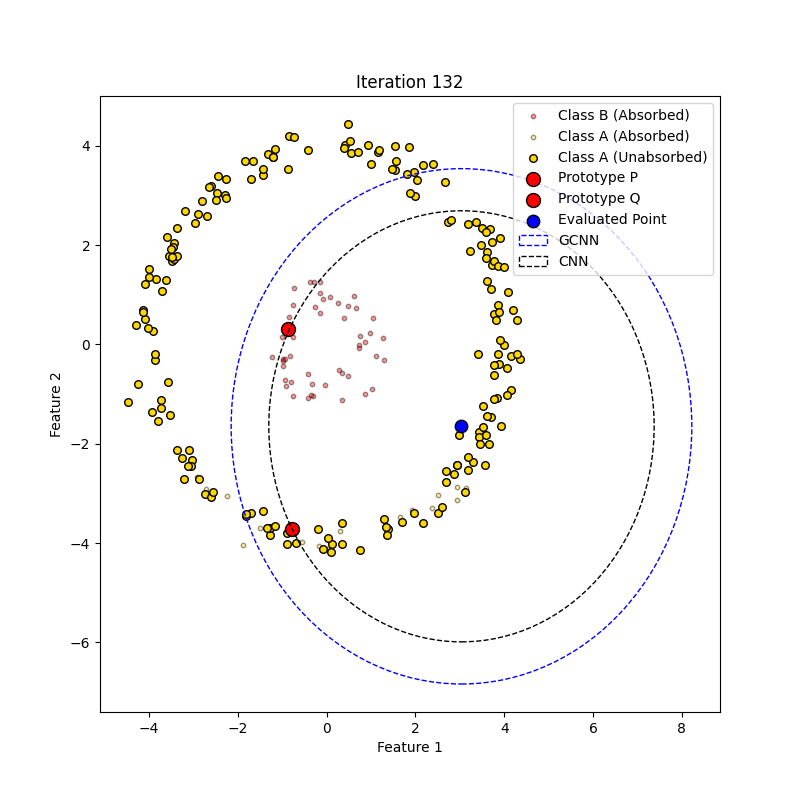 Iteration 132
Class B (Absorbed)
Class A (Absorbed)
Class A (Unabsorbed)
Prototype P
Prototype Q
Evaluated Point
GCNN
CNN
4
2
0
−2
−4
−6
Feature 2
−4 −2 0 2 4 6 8
Feature 1